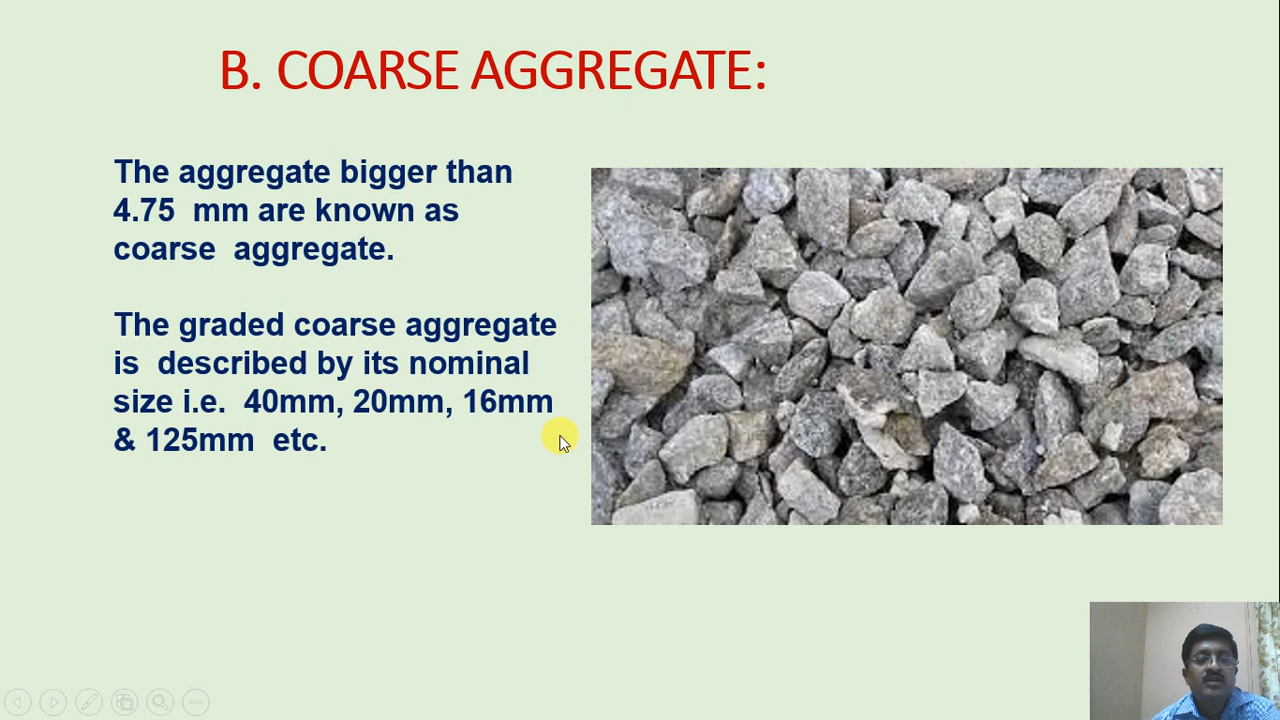 B. COARSE AGGREGATE:
The aggregate bigger than
4.75 mm are known as
coarse aggregate.
The graded coarse aggregate
is described by its nominal
size i.e. 40mm, 20mm, 16mm
& 125mm etc.